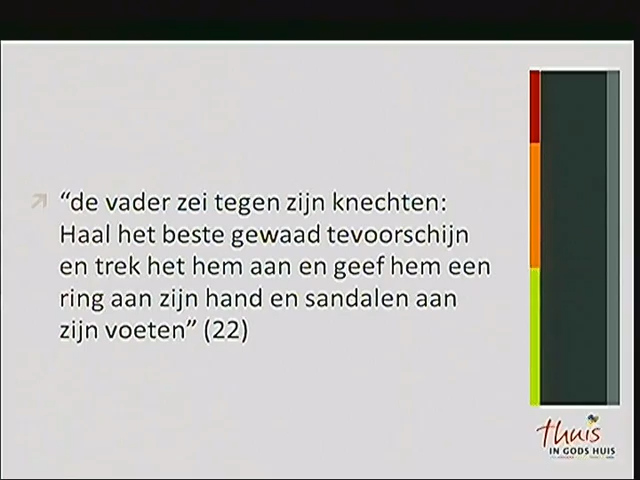 “de vader zei tegen zijn knechten:
Haal het beste gewaad tevoorschijn
en trek het hem aan en geef hem een
ring aan zijn hand en sandalen aan
zijn voeten” (22)
thuis
IN GODS HUIS